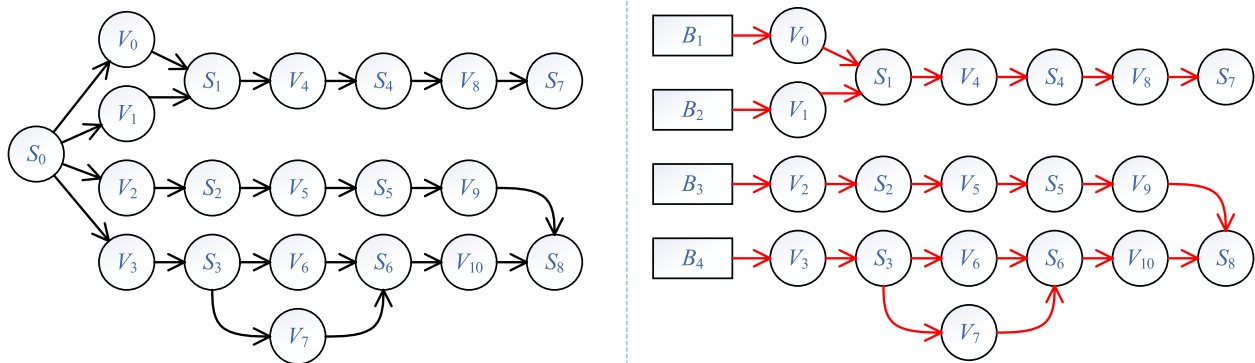 V0 S1 V4 S4 V8 S7
V1
S0
V2 S2 V5 S5 V9
V3 S3 V6 S6 V10 S8
V7
B1 V0 S1 V4 S4 V8 S7
B2 V1
B3 V2 S2 V5 S5 V9
B4 V3 S3 V6 S6 V10 S8
V7